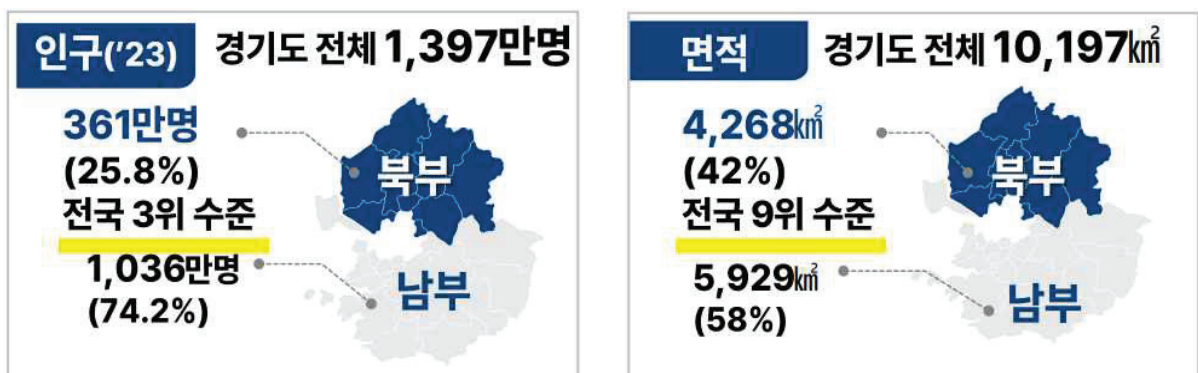 인구('23) 경기도 전체 1,397만명
361만명
(25.8%)
전국 3위 수준
북부
1,036만명
(74.2%)
남부
면적 경기도 전체 10,197㎢
4,268㎢
(42%)
전국 9위 수준
북부
5,929㎢
(58%)
남부